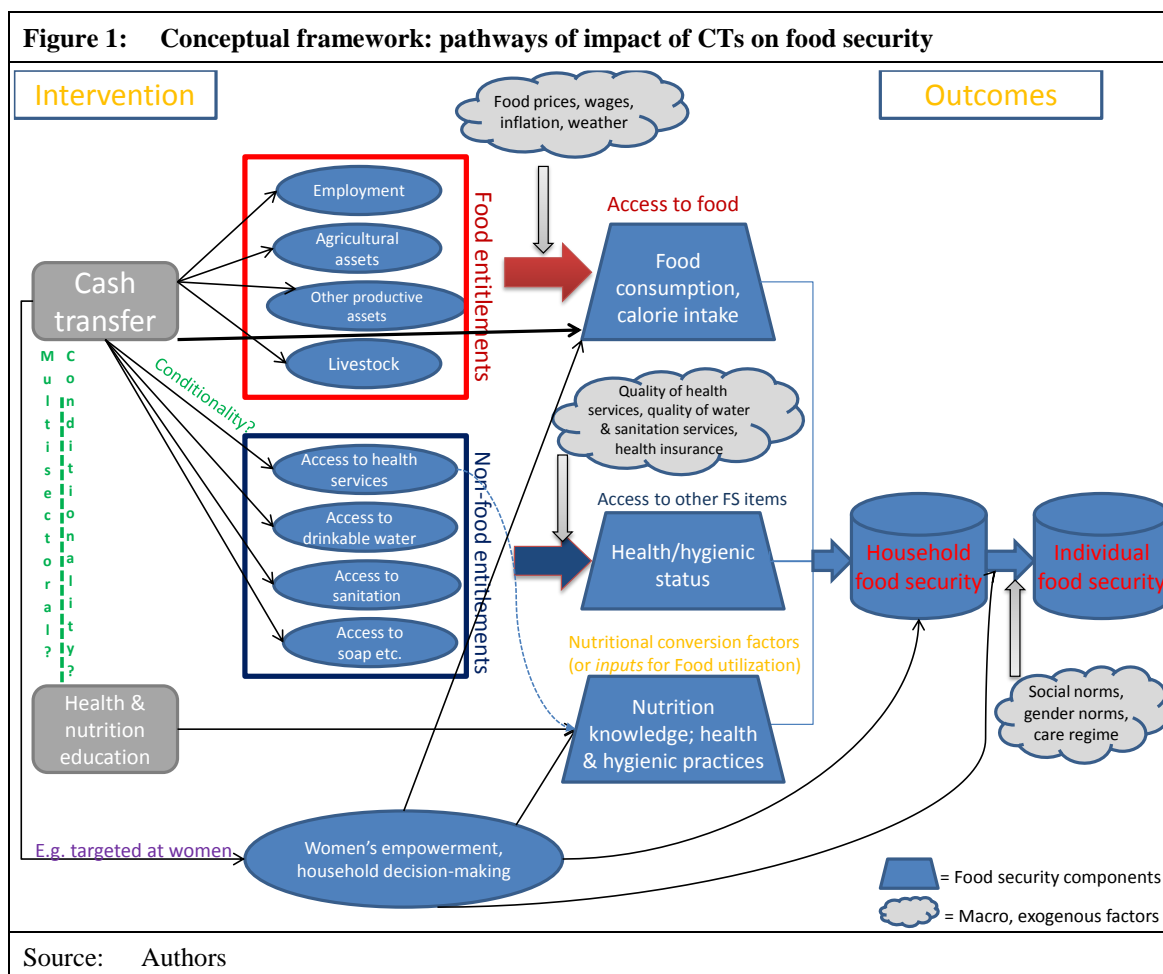 Figure 1: Conceptual framework: pathways of impact of CTs on food security
Intervention
Food prices, wages,
inflation, weather
Outcomes
Employment
Agricultural
assets
Other productive
assets
Livestock
Food entitlements
Access to food
Food
consumption,
calorie intake
Cash
transfer
Multisectoral?
Conditionality?
Conditionality?
Quality of health
services, quality of water
& sanitation services,
health insurance
Access to health
services
Access to
drinkable water
Access to
sanitation
Access to
soap etc.
Non-food entitlements
Access to other FS items
Health/hygienic
status
Household
food security
Individual
food security
Nutritional conversion factors
(or inputs for Food utilization)
Nutrition
knowledge; health
& hygienic practices
Social norms,
gender norms,
care regime
Health &
nutrition
education
E.g. targeted at women
Women's empowerment,
household decision-making
= Food security components
= Macro, exogenous factors
Source: Authors